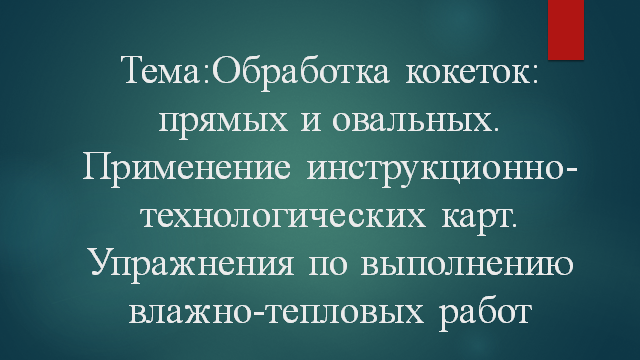 Тема:Обработка кокеток:
прямых и овальных.
Применение инструкционно-
технологических карт.
Упражнения по выполнению
влажно-тепловых работ